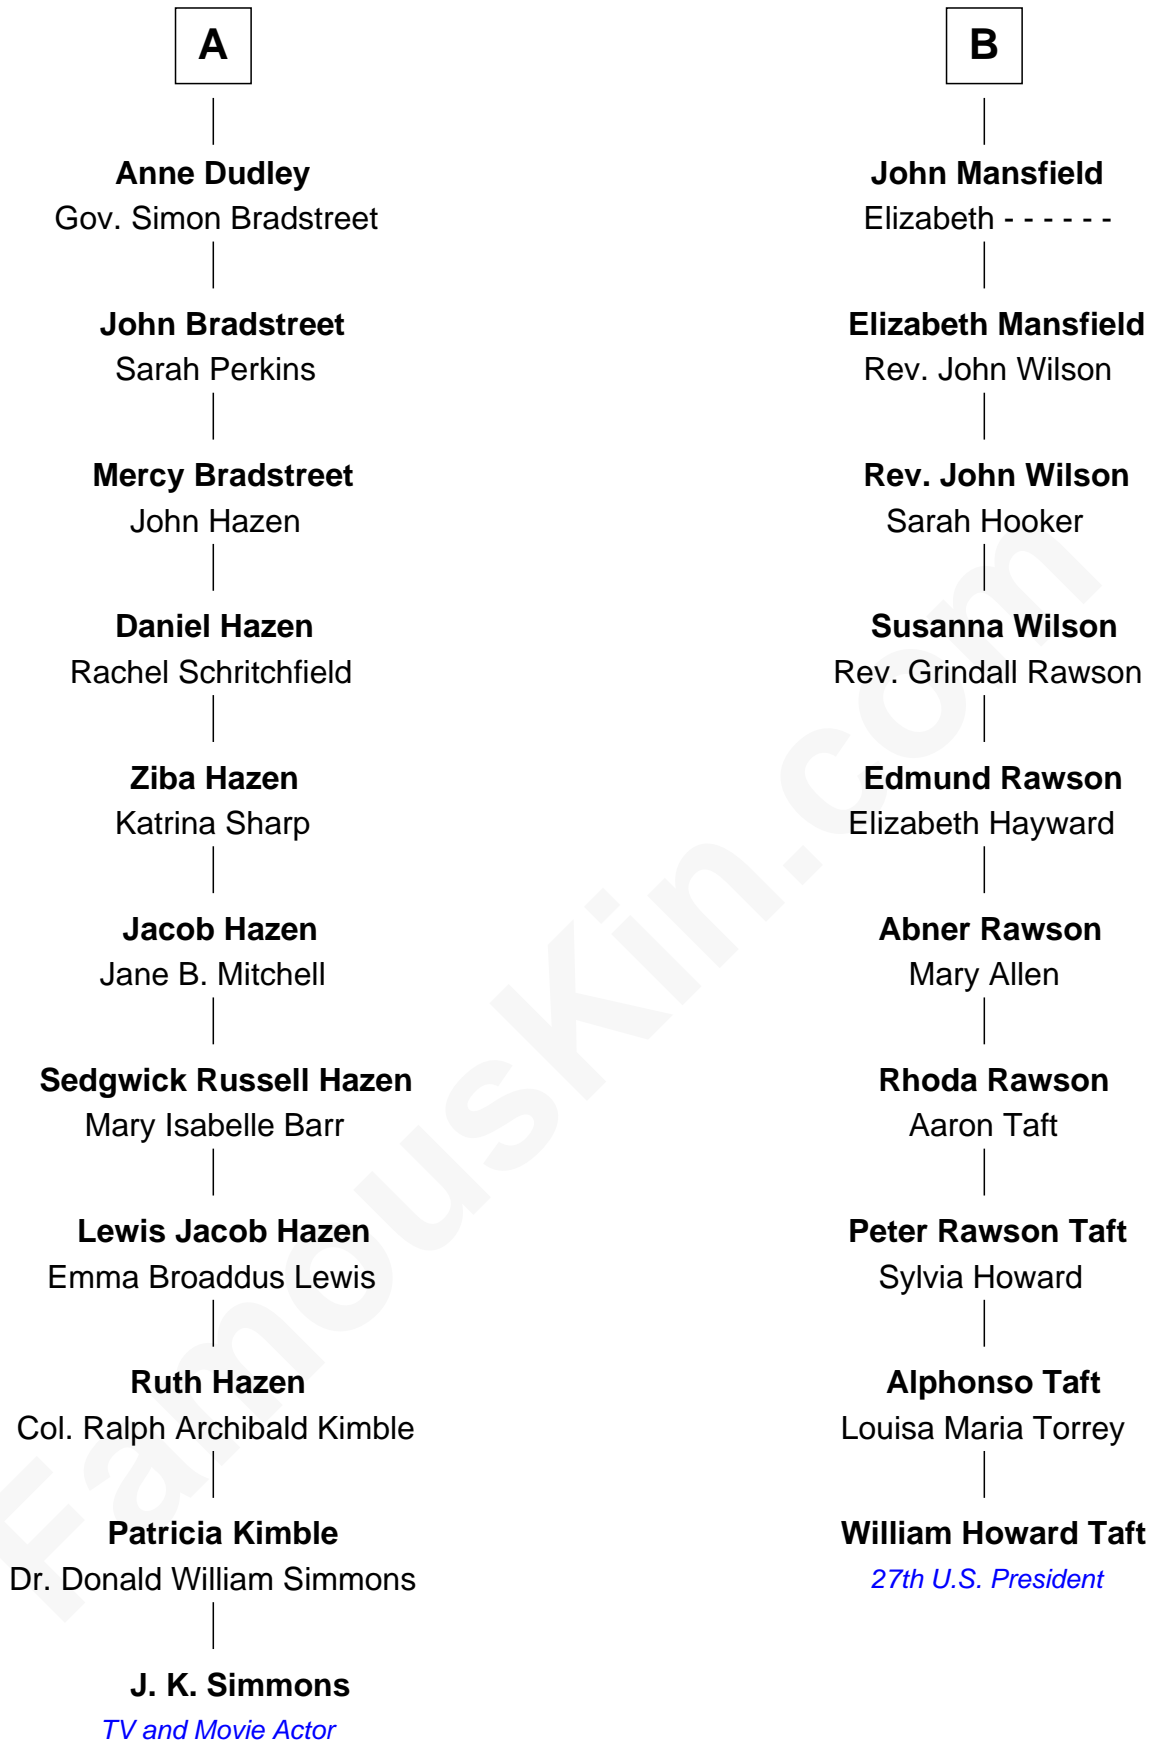 A
Anne Dudley
Gov. Simon Bradstreet
John Bradstreet
Sarah Perkins
Mercy Bradstreet
John Hazen
Daniel Hazen
Rachel Schritchfield
Ziba Hazen
Katrina Sharp
Jacob Hazen
Jane B. Mitchell
Sedgwick Russell Hazen
Mary Isabelle Barr
Lewis Jacob Hazen
Emma Broaddus Lewis
Ruth Hazen
Col. Ralph Archibald Kimble
Patricia Kimble
Dr. Donald William Simmons
J. K. Simmons
TV and Movie Actor
B
John Mansfield
Elizabeth - - - - - -
Elizabeth Mansfield
Rev. John Wilson
Rev. John Wilson
Sarah Hooker
Susanna Wilson
Rev. Grindall Rawson
Edmund Rawson
Elizabeth Hayward
Abner Rawson
Mary Allen
Rhoda Rawson
Aaron Taft
Peter Rawson Taft
Sylvia Howard
Alphonso Taft
Louisa Maria Torrey
William Howard Taft
27th U.S. President
FamousKin.com